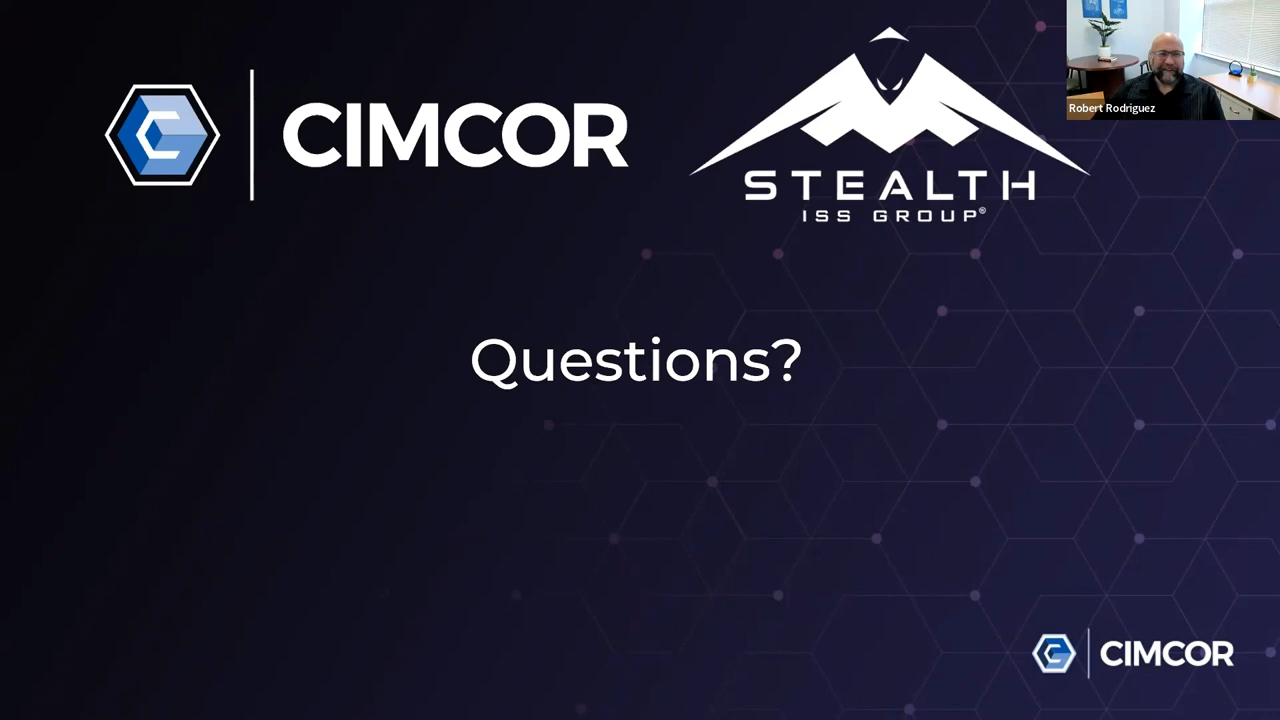 CIMCOR
STEALTH
ISS GROUP®
Robert Rodriguez
Questions?
CIMCOR